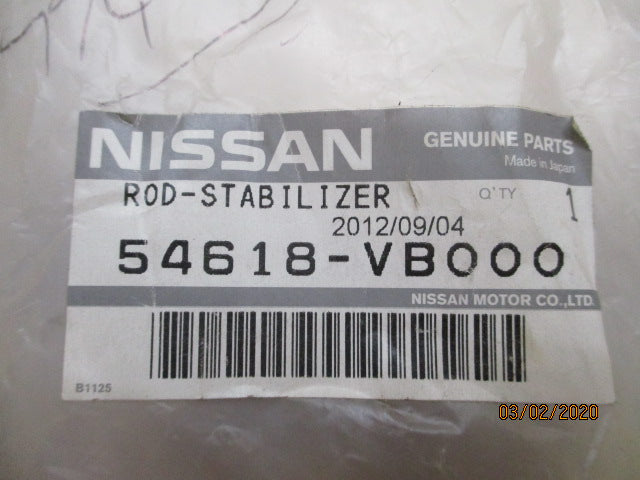 NISSAN GENUINE PARTS
Made in Japan
ROD-STABILIZER Q'TY 1
2012/09/04
54618-VB000
NISSAN MOTOR CO.,LTD.
B1125
03/02/2020